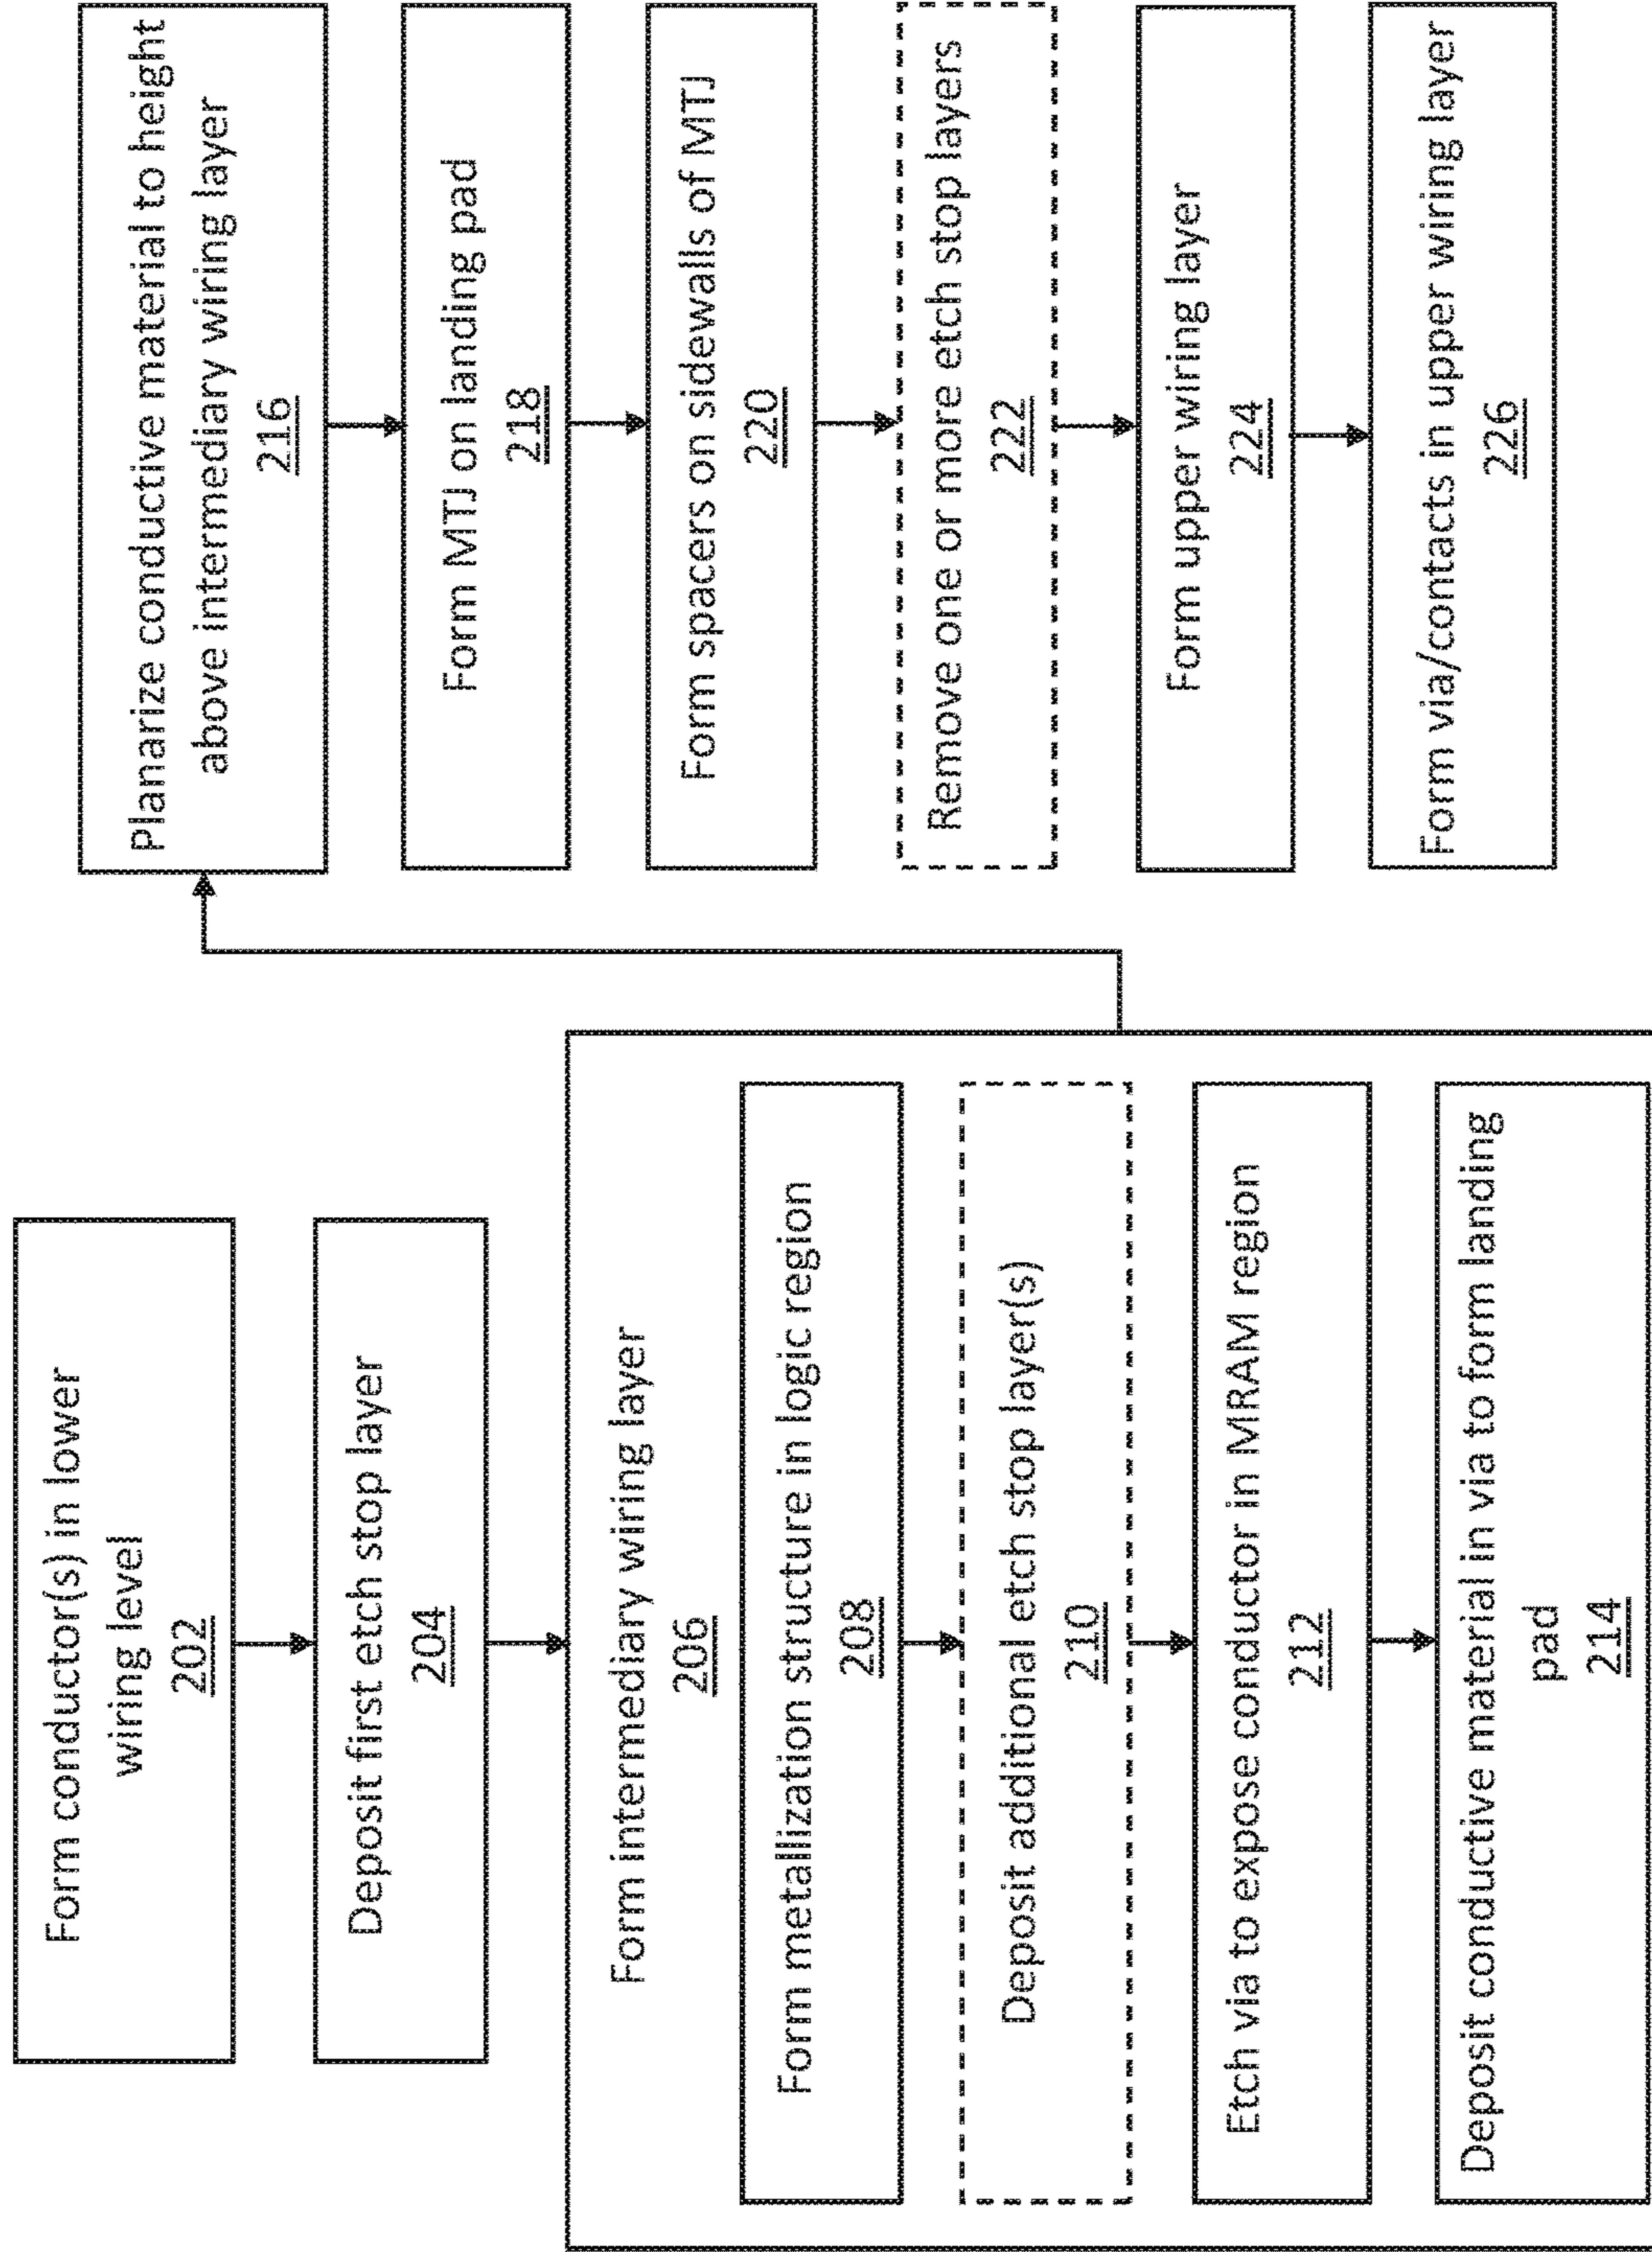 Form conductor(s) in lower
wiring level
202
Deposit first etch stop layer
204
Form intermediary wiring layer
206
Form metallization structure in logic region
208
Deposit additional etch stop layer(s)
210
Etch via to expose conductor in MRAM region
212
Deposit conductive material in via to form landing
pad
214
Planarize conductive material to height
above intermediary wiring layer
216
Form MTJ on landing pad
218
Form spacers on sidewalls of MTJ
220
Remove one or more etch stop layers
222
Form upper wiring layer
224
Form via/contacts in upper wiring layer
226